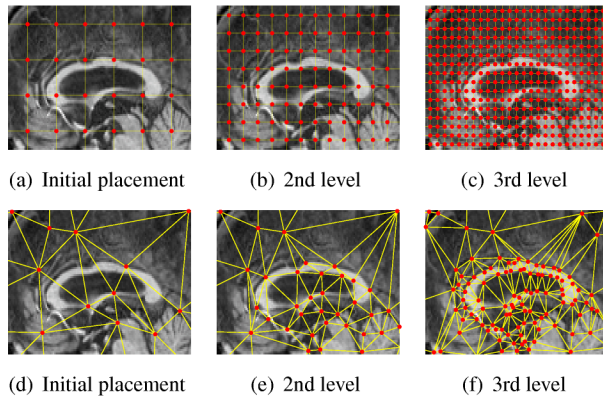 (a) Initial placement
(b) 2nd level
(c) 3rd level
(d) Initial placement
(e) 2nd level
(f) 3rd level